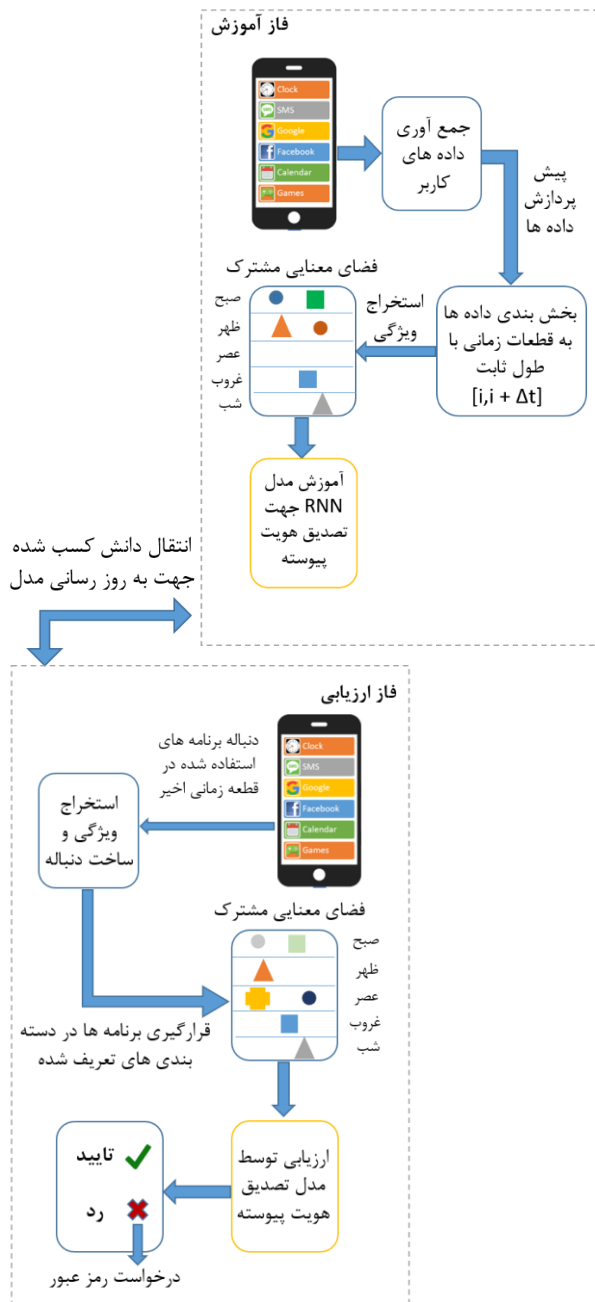 فاز آموزش
Clock
SMS
Google
Facebook
Calendar
Games
جمع آوری
داده های
کاربر
پیش
پردازش
داده ها
بخش بندی داده ها
به قطعات زمانی با
طول ثابت
[i,i + Δt]
استخراج
ویژگی
فضای معنایی مشترک
صبح
ظهر
عصر
غروب
شب
آموزش مدل
RNN جهت
تصدیق هویت
پیوسته
انتقال دانش کسب شده
جهت به روز رسانی مدل
فاز ارزیابی
Clock
SMS
Google
Facebook
Calendar
Games
دنباله برنامه های
استفاده شده در
قطعه زمانی اخیر
استخراج
ویژگی و
ساخت دنباله
فضای معنایی مشترک
صبح
ظهر
عصر
غروب
شب
قرارگیری برنامه ها در دسته
بندی های تعریف شده
ارزیابی توسط
مدل تصدیق
هویت پیوسته
تایید
رد
درخواست رمز عبور